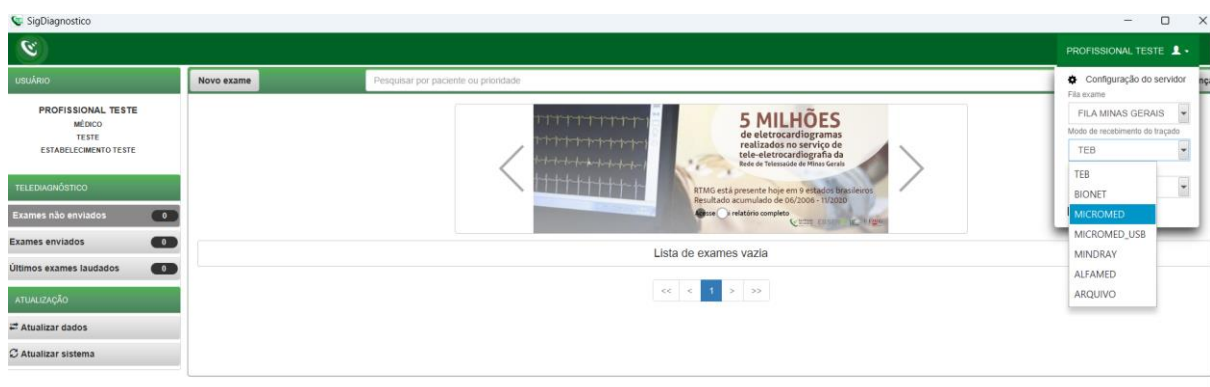 SigDiagnostico
PROFISSIONAL TESTE
USUÁRIO
PROFISSIONAL TESTE
MÉDICO
TESTE
ESTABELECIMENTO TESTE
TELEDIAGNÓSTICO
Exames não enviados 0
Exames enviados 0
Últimos exames laudados 0
ATUALIZAÇÃO
Atualizar dados
Atualizar sistema
Novo exame
Pesquisar por paciente ou prioridade
5 MILHÕES
de eletrocardiogramas
realizados no serviço de
tele-eletrocardiografia da
Rede de Telessaúde de Minas Gerais
RTMG está presente hoje em 9 estados brasileiros
Resultado acumulado de 06/2006 - 11/2020
relatório completo
Lista de exames vazia
<< < 1 > >>
Configuração do servidor
Fila exame
FILA MINAS GERAIS
Modo de recebimento do traçado
TEB
TEB
BIONET
MICROMED
MICROMED_USB
MINDRAY
ALFAMED
ARQUIVO